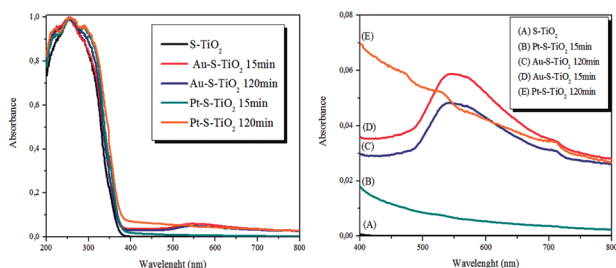 1,0
0,8
0,6
0,4
0,2
0,0
Absorbance
200 300 400 500 600 700 800
Wavelenght (nm)
S-TiO2
Au-S-TiO2 15min
Au-S-TiO2 120min
Pt-S-TiO2 15min
Pt-S-TiO2 120min
0,08
0,06
0,04
0,02
0,00
Absorbance
400 500 600 700 800
Wavelenght (nm)
(A) S-TiO2
(B) Pt-S-TiO2 15min
(C) Au-S-TiO2 120min
(D) Au-S-TiO2 15min
(E) Pt-S-TiO2 120min
(E)
(D)
(C)
(B)
(A)